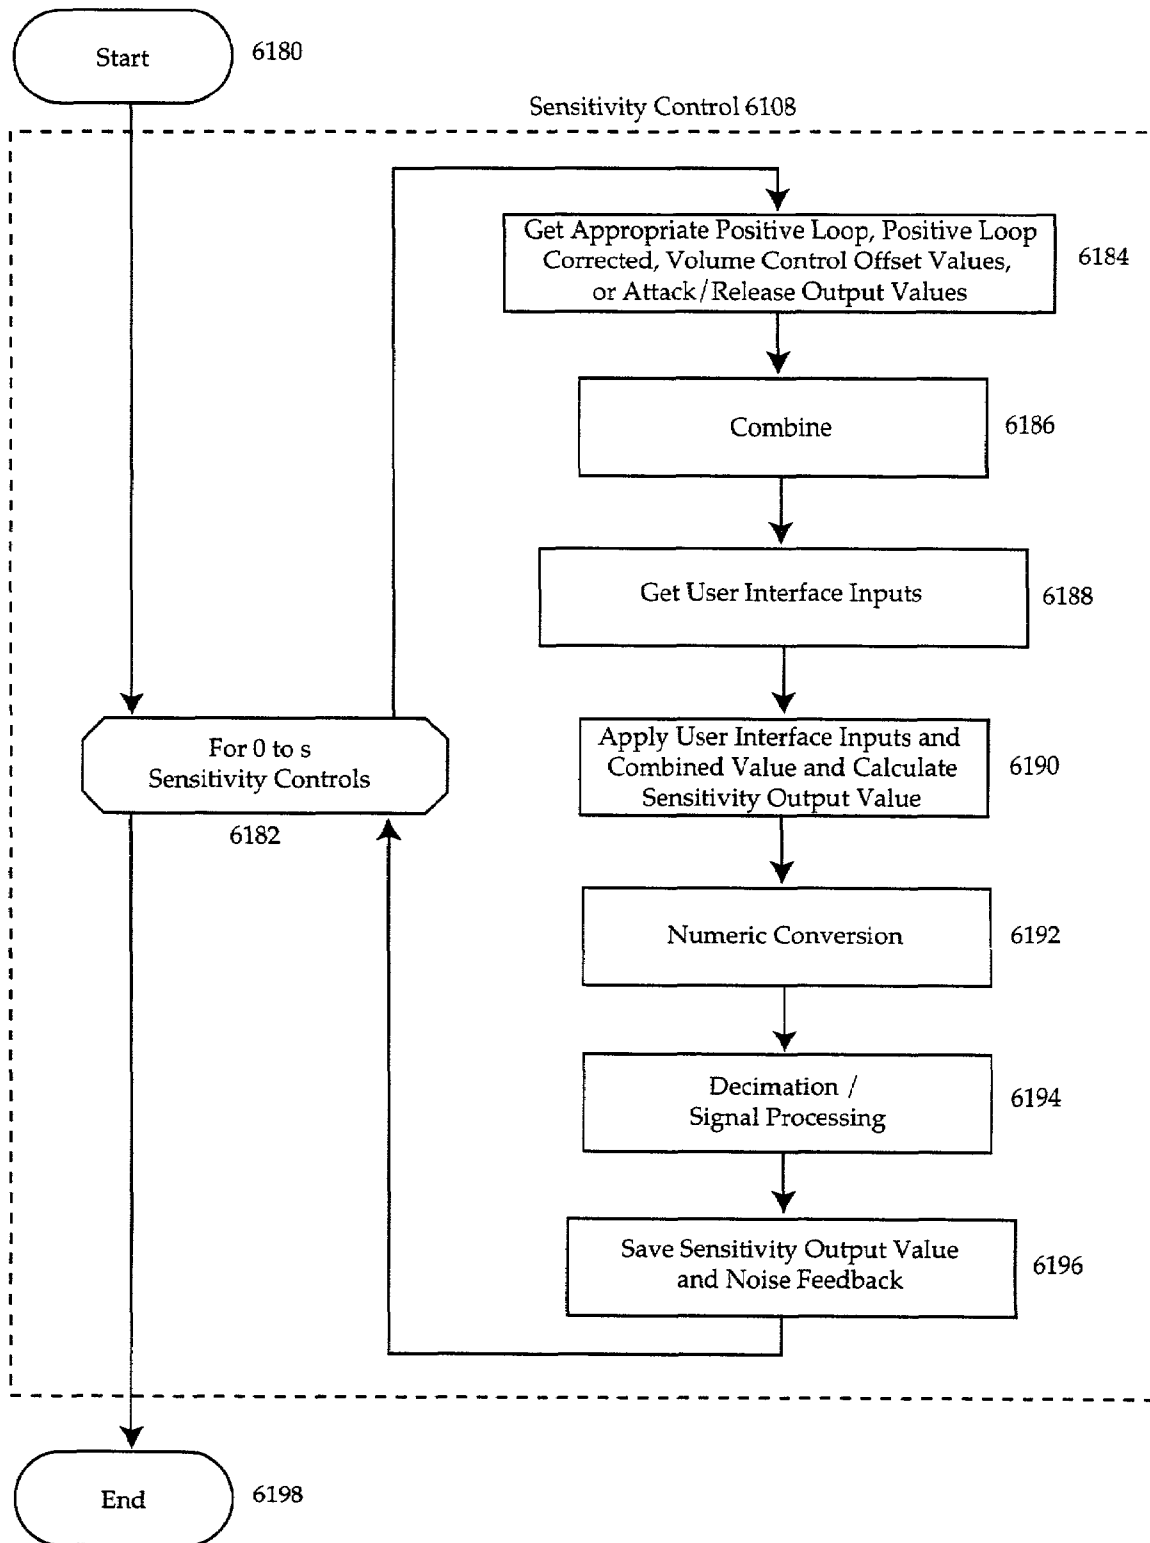 Start
6180
Sensitivity Control 6108
Get Appropriate Positive Loop, Positive Loop
Corrected, Volume Control Offset Values,
or Attack/Release Output Values
6184
Combine
6186
Get User Interface Inputs
6188
For 0 to s
Sensitivity Controls
6182
Apply User Interface Inputs and
Combined Value and Calculate
Sensitivity Output Value
6190
Numeric Conversion
6192
Decimation /
Signal Processing
6194
Save Sensitivity Output Value
and Noise Feedback
6196
End
6198